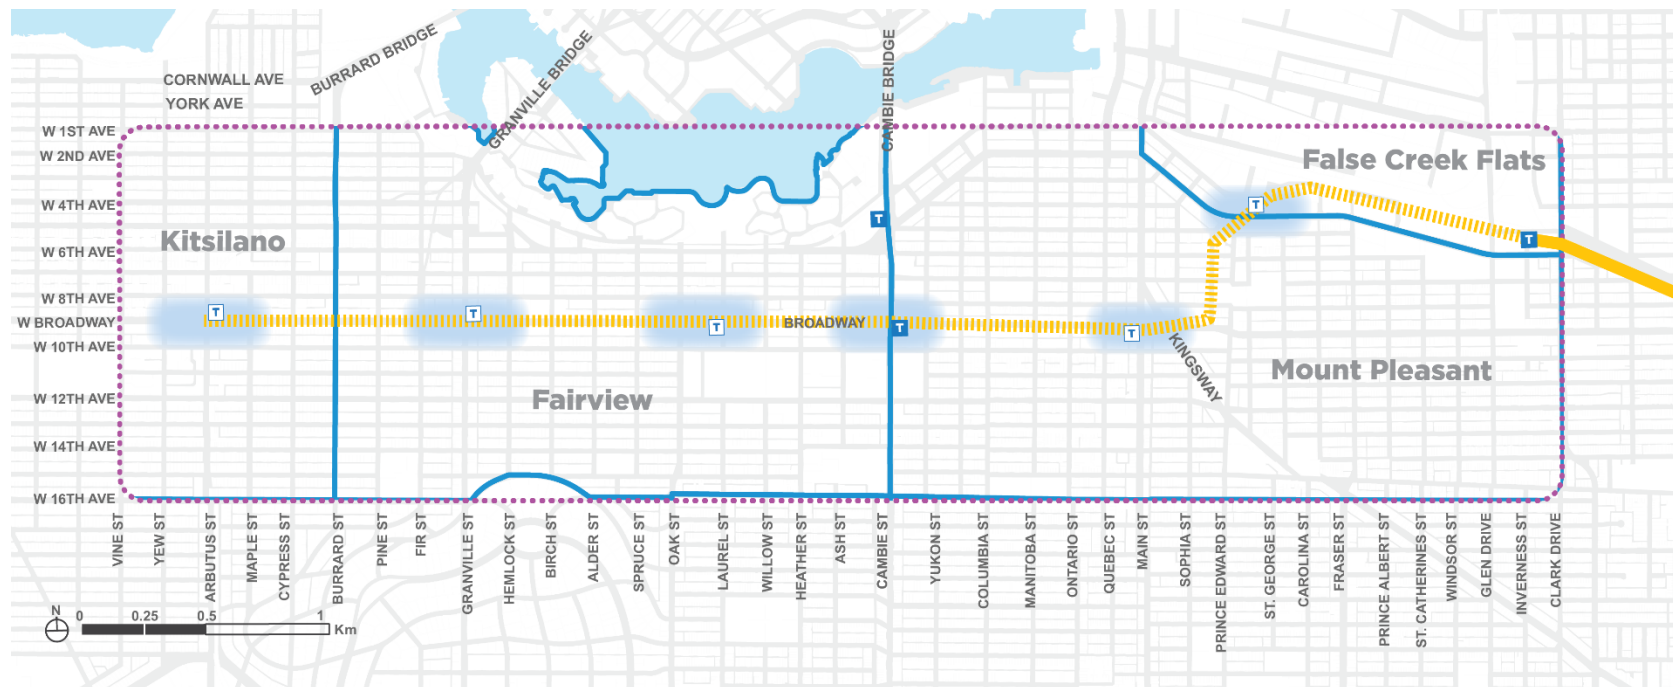 BURRARD BRIDGE
GRANVILLE BRIDGE
CAMBIE BRIDGE
CORNWALL AVE
YORK AVE
W 1ST AVE
W 2ND AVE
W 4TH AVE
W 6TH AVE
W 8TH AVE
W BROADWAY
W 10TH AVE
W 12TH AVE
W 14TH AVE
W 16TH AVE
False Creek Flats
Kitsilano
Fairview
Mount Pleasant
BROADWAY
KINGSWAY
T
T
T
T
T
T
T
T
VINE ST
YEW ST
ARBUTUS ST
MAPLE ST
CYPRESS ST
BURRARD ST
PINE ST
FIR ST
GRANVILLE ST
HEMLOCK ST
BIRCH ST
ALDER ST
SPRUCE ST
OAK ST
LAUREL ST
WILLOW ST
HEATHER ST
ASH ST
CAMBIE ST
YUKON ST
COLUMBIA ST
MANITOBA ST
ONTARIO ST
QUEBEC ST
MAIN ST
SOPHIA ST
PRINCE EDWARD ST
ST. GEORGE ST
CAROLINA ST
FRASER ST
PRINCE ALBERT ST
ST. CATHERINES ST
WINDSOR ST
GLEN DRIVE
INVERNESS ST
CLARK DRIVE
N
0 0.25 0.5 1
Km